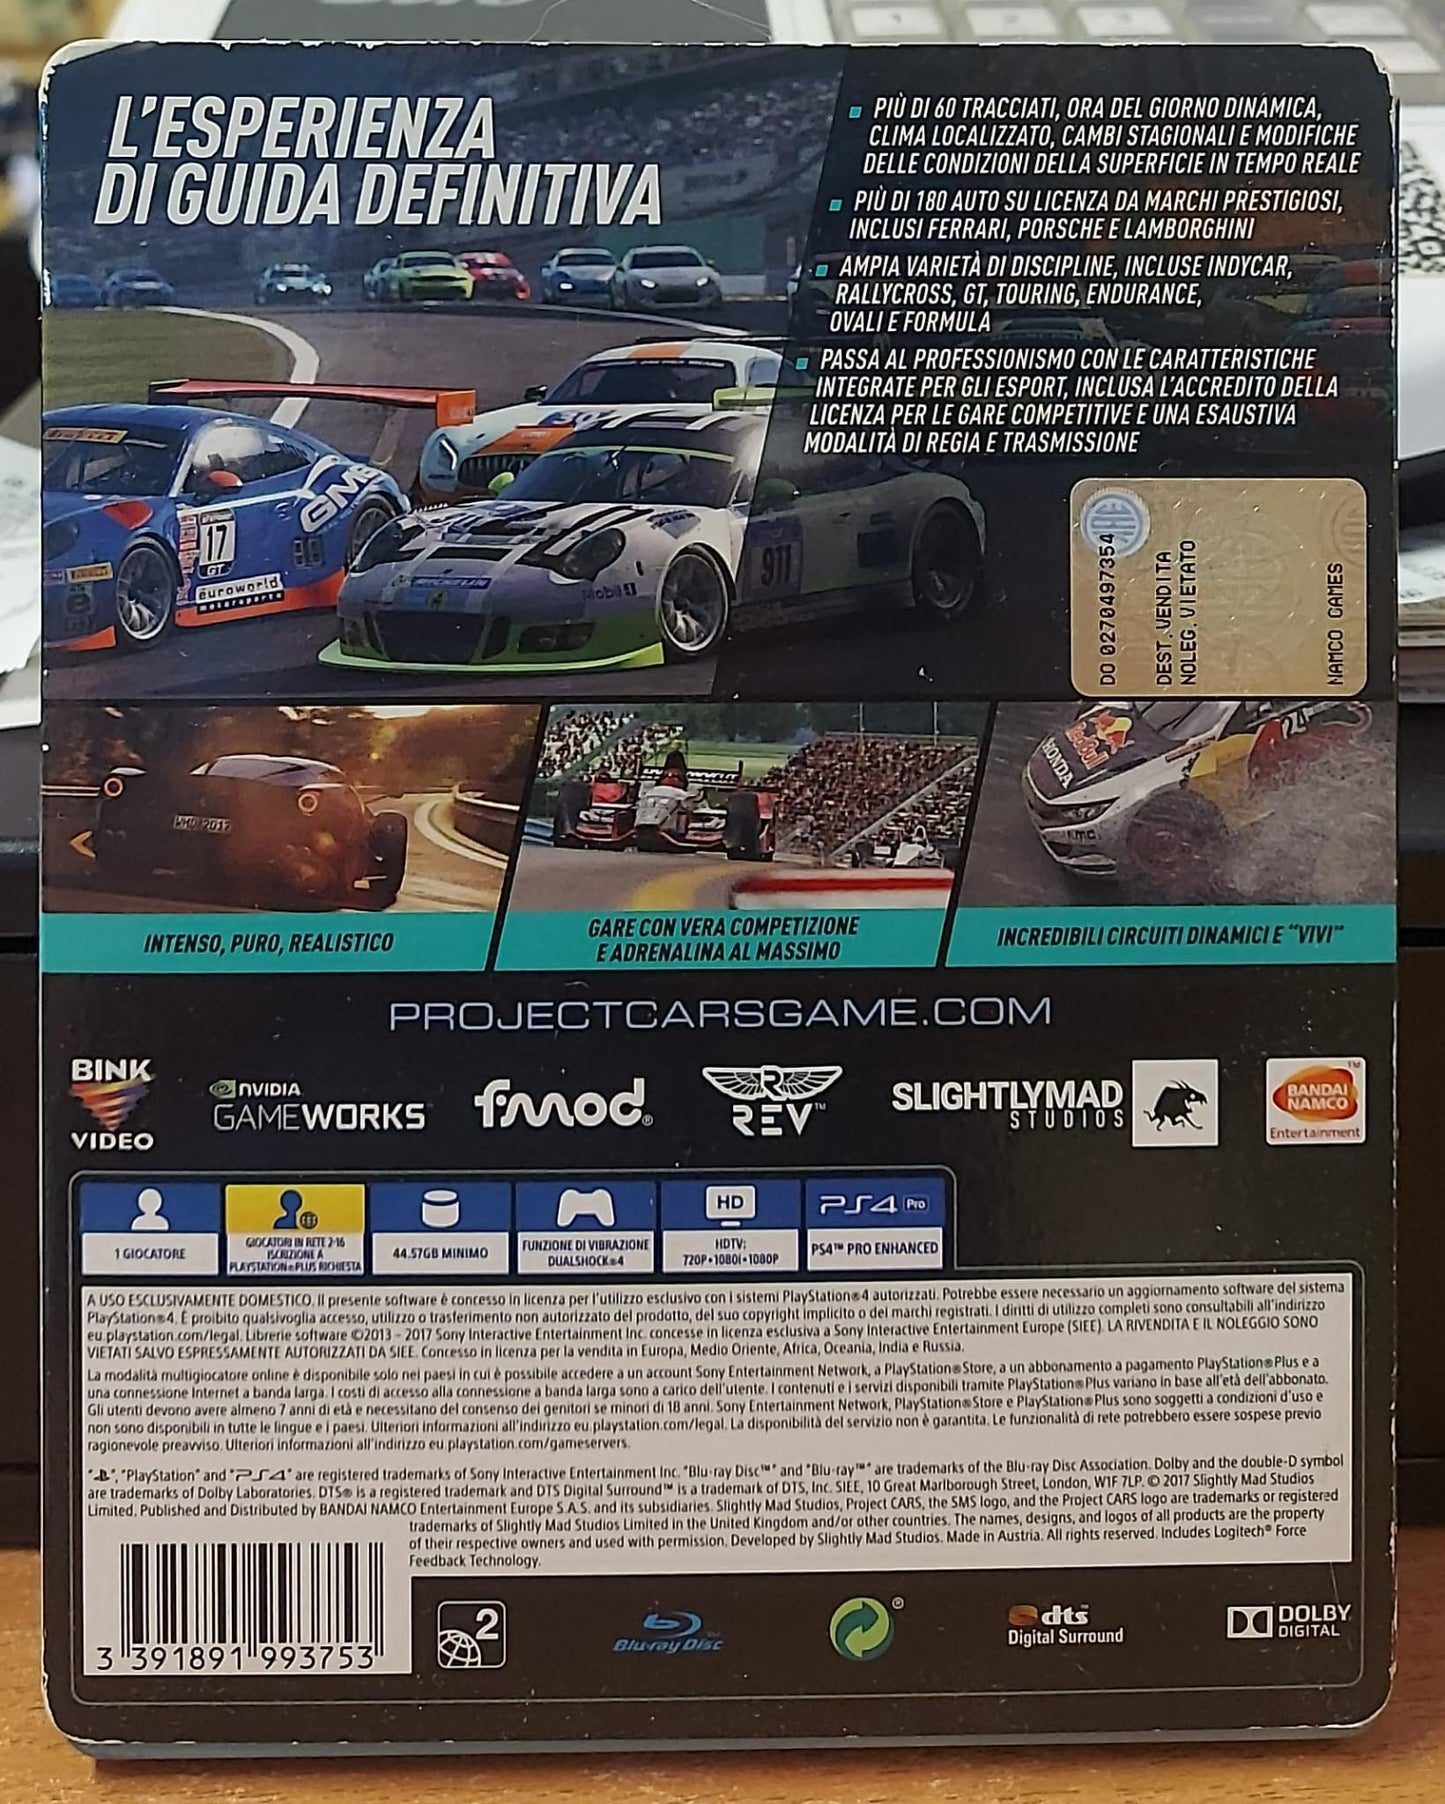 L'ESPERIENZA
DI GUIDA DEFINITIVA
PIÙ DI 60 TRACCIATI, ORA DEL GIORNO DINAMICA,
CLIMA LOCALIZZATO, CAMBI STAGIONALI E MODIFICHE
DELLE CONDIZIONI DELLA SUPERFICIE IN TEMPO REALE
PIÙ DI 180 AUTO SU LICENZA DA MARCHI PRESTIGIOSI,
INCLUSI FERRARI, PORSCHE E LAMBORGHINI
AMPIA VARIETÀ DI DISCIPLINE, INCLUSE INDYCAR,
RALLYCROSS, GT, TOURING, ENDURANCE,
OVALI E FORMULA
PASSA AL PROFESSIONISMO CON LE CARATTERISTICHE
INTEGRATE PER GLI ESPORT, INCLUSA L'ACCREDITO DELLA
LICENZA PER LE GARE COMPETITIVE E UNA ESAUSTIVA
MODALITÀ DI REGIA E TRASMISSIONE
PIRELLI
GMG
17
GT
euroworld
motorsports
MICHELIN
Mobil 1
911
DO 0270497354
DEST.VENDITA
NOLEG.VIETATO
NAMCO GAMES
WMD 2012
Red Bull
HONDA
INTENSO, PURO, REALISTICO
GARE CON VERA COMPETIZIONE
E ADRENALINA AL MASSIMO
INCREDIBILI CIRCUITI DINAMICI E "VIVI"
PROJECTCARSGAME.COM
BINK
VIDEO
NVIDIA
GAMEWORKS
fmod®
REV™
SLIGHTLYMAD
STUDIOS
BANDAI
NAMCO
Entertainment
1 GIOCATORE
GIOCATORI IN RETE 2-16
ISCRIZIONE A
PLAYSTATION®PLUS RICHIESTA
44.57GB MINIMO
FUNZIONE DI VIBRAZIONE
DUALSHOCK®4
HD
HDTV:
720P•1080I•1080P
PS4 Pro
PS4™ PRO ENHANCED
A USO ESCLUSIVAMENTE DOMESTICO. Il presente software è concesso in licenza per l'utilizzo esclusivo con i sistemi PlayStation®4 autorizzati. Potrebbe essere necessario un aggiornamento software del sistema
PlayStation®4. È proibito qualsivoglia accesso, utilizzo o trasferimento non autorizzato del prodotto, del suo copyright implicito o dei marchi registrati. I diritti di utilizzo completi sono consultabili all'indirizzo
eu.playstation.com/legal. Librerie software ©2013 - 2017 Sony Interactive Entertainment Inc. concesse in licenza esclusiva a Sony Interactive Entertainment Europe (SIEE). LA RIVENDITA E IL NOLEGGIO SONO
VIETATI SALVO ESPRESSAMENTE AUTORIZZATI DA SIEE. Concesso in licenza per la vendita in Europa, Medio Oriente, Africa, Oceania, India e Russia.
La modalità multigiocatore online è disponibile solo nei paesi in cui è possibile accedere a un account Sony Entertainment Network, a PlayStation®Store, a un abbonamento a pagamento PlayStation®Plus e a
una connessione Internet a banda larga. I costi di accesso alla connessione a banda larga sono a carico dell'utente. I contenuti e i servizi disponibili tramite PlayStation®Plus variano in base all'età dell'abbonato.
Gli utenti devono avere almeno 7 anni di età e necessitano del consenso dei genitori se minori di 18 anni. Sony Entertainment Network, PlayStation®Store e PlayStation®Plus sono soggetti a condizioni d'uso e
non sono disponibili in tutte le lingue e i paesi. Ulteriori informazioni all'indirizzo eu.playstation.com/legal. La disponibilità del servizio non è garantita. Le funzionalità di rete potrebbero essere sospese previo
ragionevole preavviso. Ulteriori informazioni all'indirizzo eu.playstation.com/gameservers.
"PlayStation" and "PS4" are registered trademarks of Sony Interactive Entertainment Inc. "Blu-ray Disc™" and "Blu-ray™" are trademarks of the Blu-ray Disc Association. Dolby and the double-D symbol
are trademarks of Dolby Laboratories. DTS® is a registered trademark and DTS Digital Surround™ is a trademark of DTS, Inc. SIEE, 10 Great Marlborough Street, London, W1F 7LP. © 2017 Slightly Mad Studios
Limited. Published and Distributed by BANDAI NAMCO Entertainment Europe S.A.S. and its subsidiaries. Slightly Mad Studios, Project CARS, the SMS logo, and the Project CARS logo are trademarks or registered
trademarks of Slightly Mad Studios Limited in the United Kingdom and/or other countries. The names, designs, and logos of all products are the property
of their respective owners and used with permission. Developed by Slightly Mad Studios. Made in Austria. All rights reserved. Includes Logitech® Force
Feedback Technology.
3 391891 993753
2
Blu-ray Disc
dts
Digital Surround
DOLBY
DIGITAL